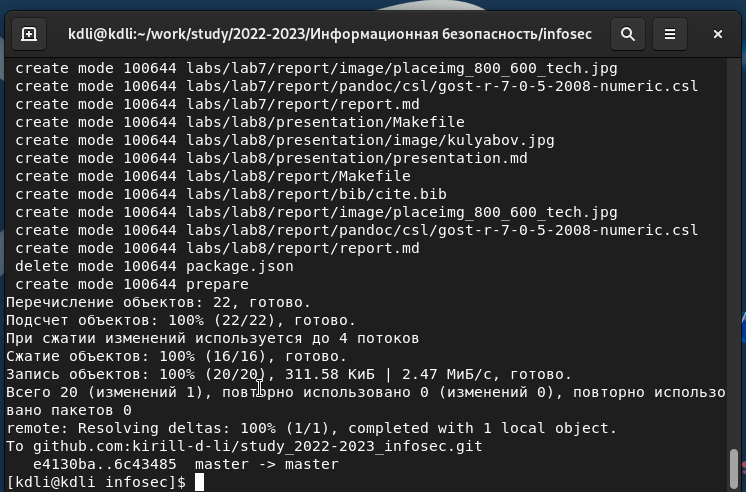 kdli@kdli:~/work/study/2022-2023/Информационная безопасность/infosec
create mode 100644 labs/lab7/report/image/placeimg_800_600_tech.jpg
create mode 100644 labs/lab7/report/pandoc/csl/gost-r-7-0-5-2008-numeric.csl
create mode 100644 labs/lab7/report/report.md
create mode 100644 labs/lab8/presentation/Makefile
create mode 100644 labs/lab8/presentation/image/kulyabov.jpg
create mode 100644 labs/lab8/presentation/presentation.md
create mode 100644 labs/lab8/report/Makefile
create mode 100644 labs/lab8/report/bib/cite.bib
create mode 100644 labs/lab8/report/image/placeimg_800_600_tech.jpg
create mode 100644 labs/lab8/report/pandoc/csl/gost-r-7-0-5-2008-numeric.csl
create mode 100644 labs/lab8/report/report.md
delete mode 100644 package.json
create mode 100644 prepare
Перечисление объектов: 22, готово.
Подсчет объектов: 100% (22/22), готово.
При сжатии изменений используется до 4 потоков
Сжатие объектов: 100% (16/16), готово.
Запись объектов: 100% (20/20), 311.58 КиБ | 2.47 МиБ/с, готово.
Всего 20 (изменений 1), повторно использовано 0 (изменений 0), повторно использо
вано пакетов 0
remote: Resolving deltas: 100% (1/1), completed with 1 local object.
To github.com:kirill-d-li/study_2022-2023_infosec.git
e4130ba..6c43485  master -> master
[kdli@kdli infosec]$